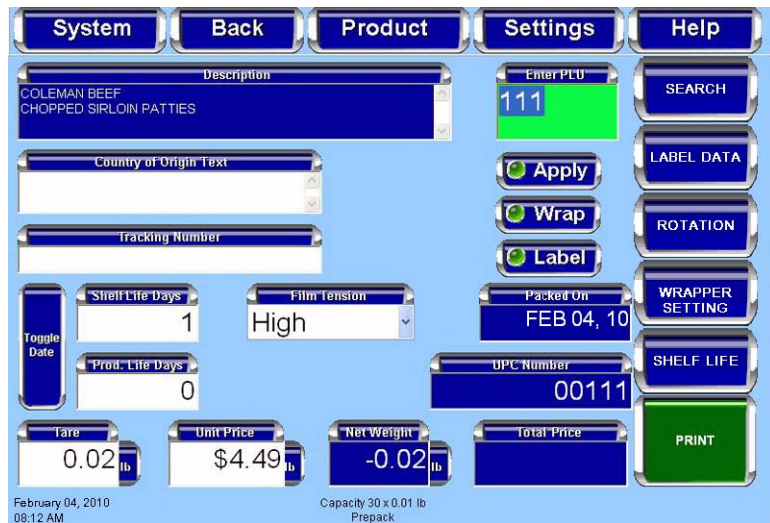 System Back Product Settings Help
Description
COLEMAN BEEF
CHOPPED SIRLOIN PATTIES
Enter PLU
111
SEARCH
Country of Origin Text
Apply
LABEL DATA
Wrap
Tracking Number
Label
ROTATION
Toggle
Date
Shelf Life Days
1
Film Tension
High
Packed On
FEB 04, 10
WRAPPER
SETTING
Prod. Life Days
0
UPC Number
00111
SHELF LIFE
Tare
0.02 lb
Unit Price
$4.49 lb
Net Weight
-0.02 lb
Total Price
PRINT
February 04, 2010
08:12 AM
Capacity 30 x 0.01 lb
Prepack